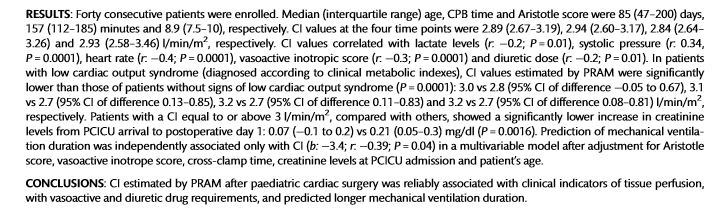 RESULTS: Forty consecutive patients were enrolled. Median (interquartile range) age, CPB time and Aristotle score were 85 (47–200) days,
157 (112–185) minutes and 8.9 (7.5–10), respectively. CI values at the four time points were 2.89 (2.67–3.19), 2.94 (2.60–3.17), 2.84 (2.64–
3.26) and 2.93 (2.58–3.46) l/min/m², respectively. CI values correlated with lactate levels (r: −0.2; P = 0.01), systolic pressure (r: 0.34,
P = 0.0001), heart rate (r: −0.4; P = 0.0001), vasoactive inotropic score (r: −0.3; P = 0.0001) and diuretic dose (r: −0.2; P = 0.01). In patients
with low cardiac output syndrome (diagnosed according to clinical metabolic indexes), CI values estimated by PRAM were significantly
lower than those of patients without signs of low cardiac output syndrome (P = 0.0001): 3.0 vs 2.8 (95% CI of difference −0.05 to 0.67), 3.1
vs 2.7 (95% CI of difference 0.13–0.85), 3.2 vs 2.7 (95% CI of difference 0.11–0.83) and 3.2 vs 2.7 (95% CI of difference 0.08–0.81) l/min/m²,
respectively. Patients with a CI equal to or above 3 l/min/m², compared with others, showed a significantly lower increase in creatinine
levels from PCICU arrival to postoperative day 1: 0.07 (−0.1 to 0.2) vs 0.21 (0.05–0.3) mg/dl (P = 0.0016). Prediction of mechanical ventila-
tion duration was independently associated only with CI (b: −3.4; r: −0.39; P = 0.04) in a multivariable model after adjustment for Aristotle
score, vasoactive inotrope score, cross-clamp time, creatinine levels at PCICU admission and patient's age.
CONCLUSIONS: CI estimated by PRAM after paediatric cardiac surgery was reliably associated with clinical indicators of tissue perfusion,
with vasoactive and diuretic drug requirements, and predicted longer mechanical ventilation duration.